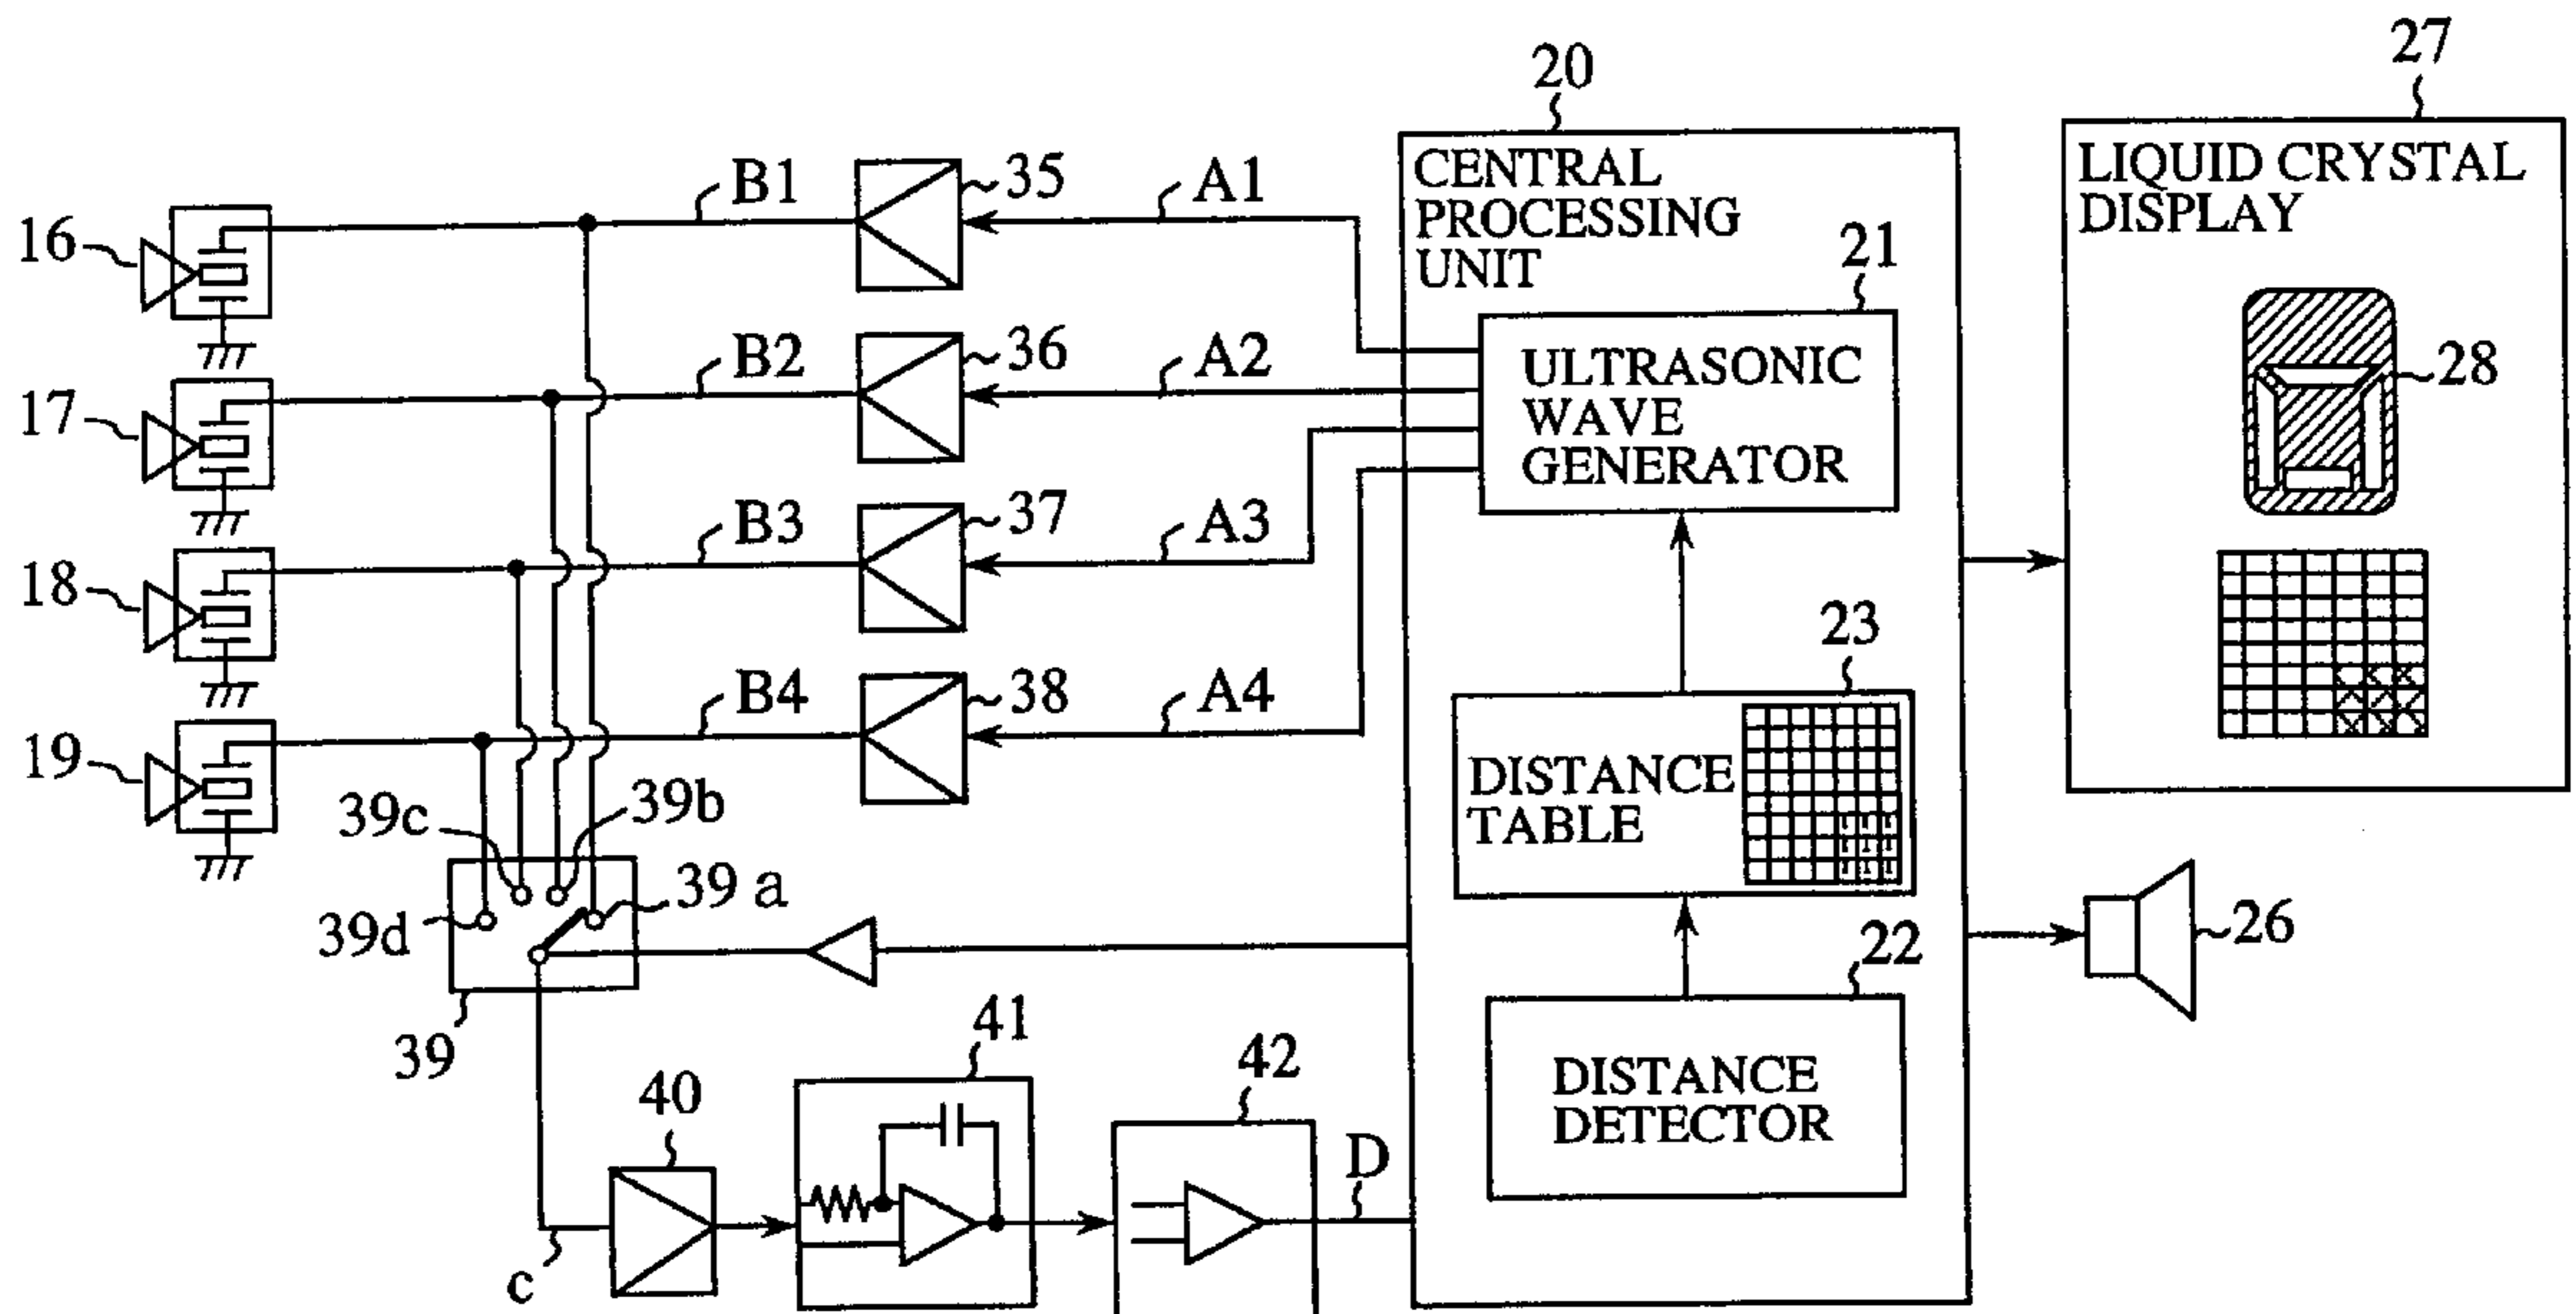 27
20
LIQUID CRYSTAL
DISPLAY
CENTRAL
PROCESSING
UNIT
B1
35
A1
16
21
B2
36
A2
ULTRASONIC
WAVE
GENERATOR
28
17
B3
37
A3
18
23
B4
38
A4
DISTANCE
TABLE
19
39c
39b
39a
39d
26
22
39
41
40
42
DISTANCE
DETECTOR
D
c